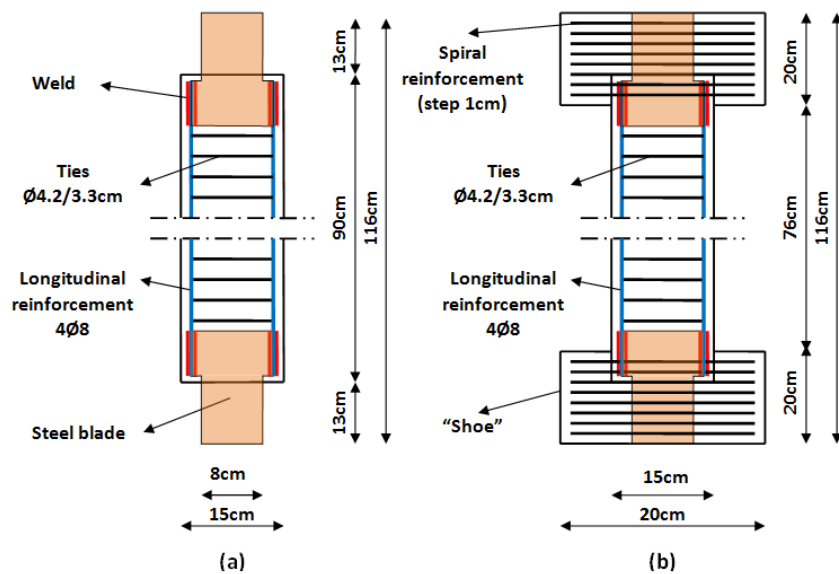 Weld
Ties
Ø4.2/3.3cm
Longitudinal
reinforcement
4Ø8
Steel blade
13cm
90cm
116cm
13cm
8cm
15cm
(a)
Spiral
reinforcement
(step 1cm)
Ties
Ø4.2/3.3cm
Longitudinal
reinforcement
4Ø8
“Shoe”
20cm
76cm
116cm
20cm
15cm
20cm
(b)